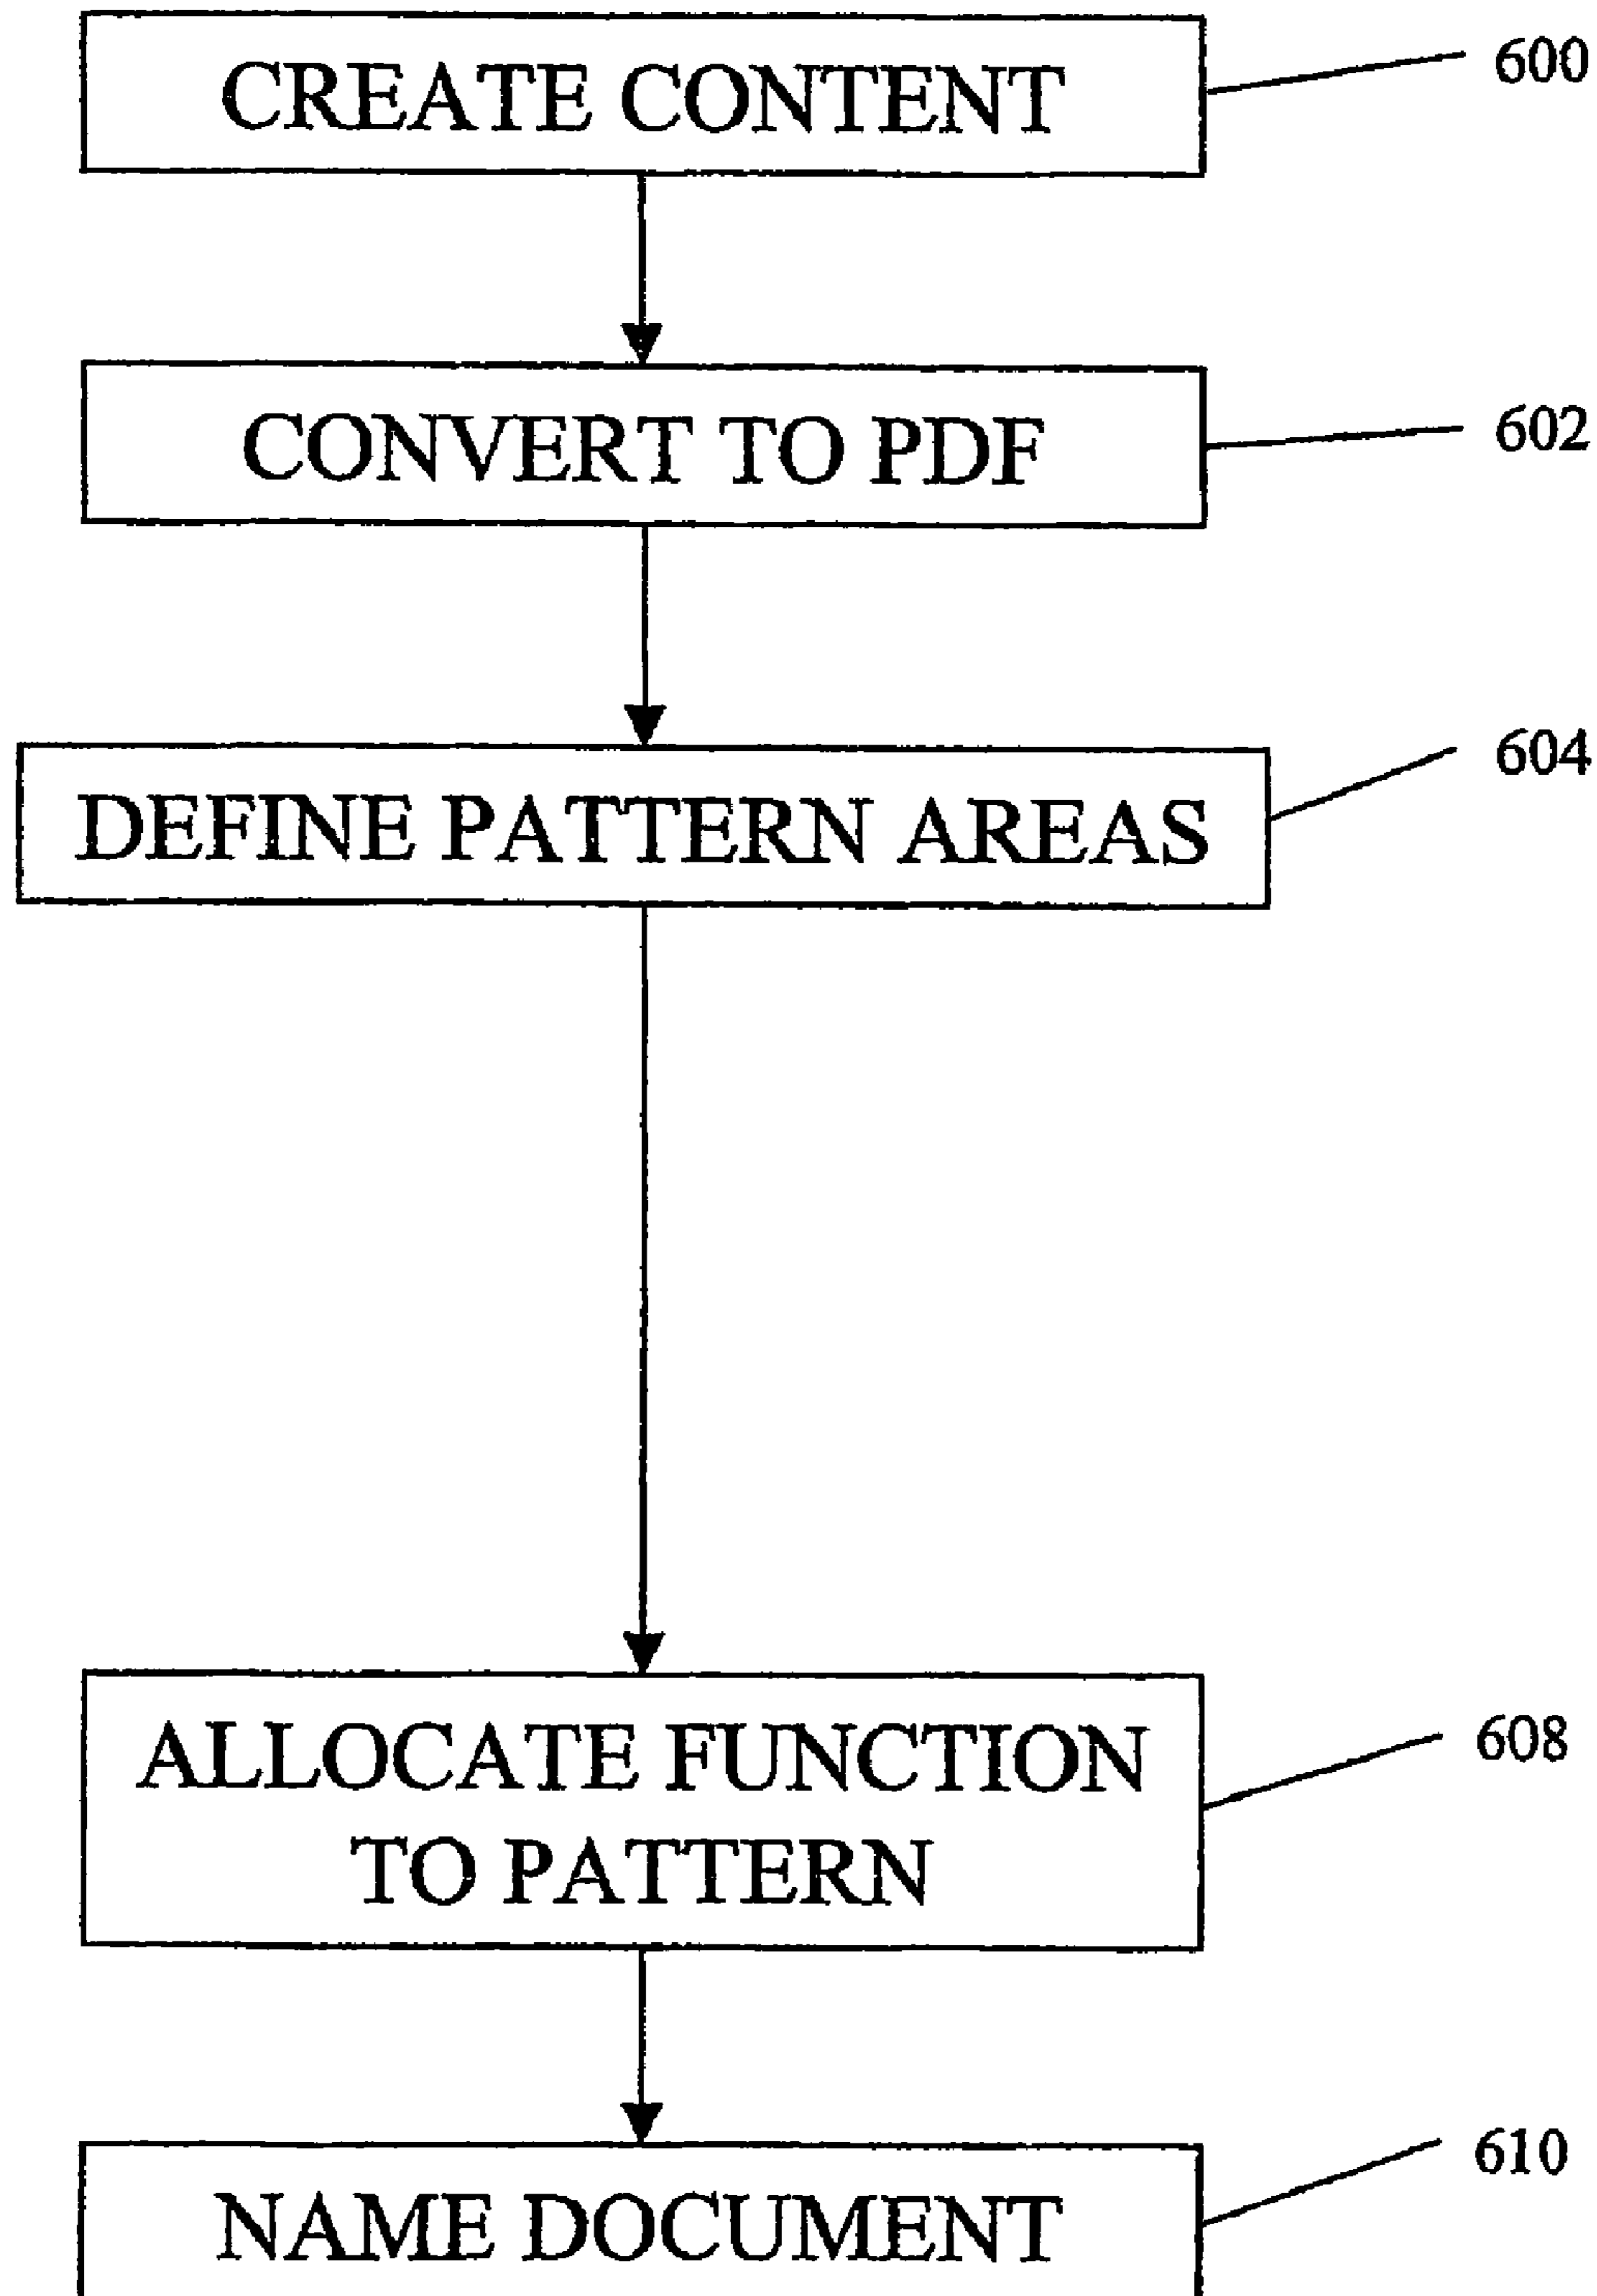 CREATE CONTENT
600
CONVERT TO PDF
602
DEFINE PATTERN AREAS
604
ALLOCATE FUNCTION
TO PATTERN
608
NAME DOCUMENT
610